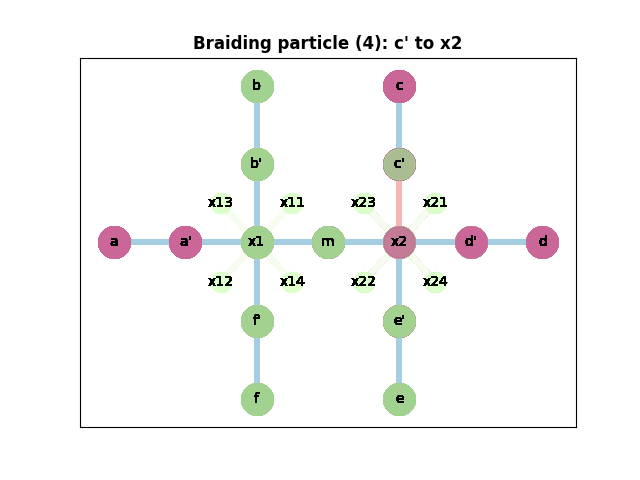 Braiding particle (4): c' to x2
b
c
b'
c'
x13
x11
x23
x21
a
a'
x1
m
x2
d'
d
x12
x14
x22
x24
f'
e'
f
e